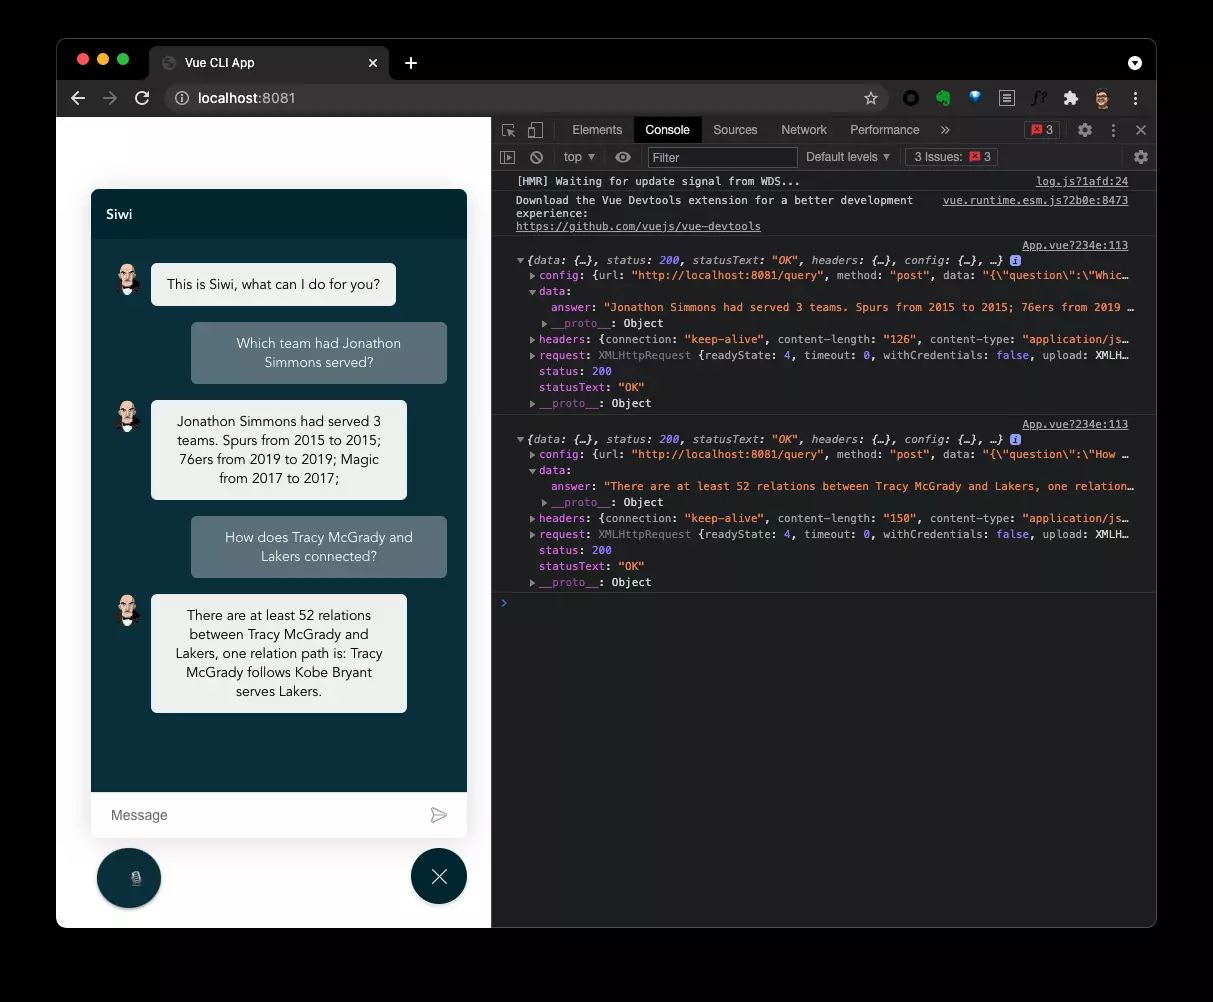 Vue CLI App
localhost:8081
f?
Siwi
This is Siwi, what can I do for you?
Which team had Jonathon
Simmons served?
Jonathon Simmons had served 3
teams. Spurs from 2015 to 2015;
76ers from 2019 to 2019; Magic
from 2017 to 2017;
How does Tracy McGrady and
Lakers connected?
There are at least 52 relations
between Tracy McGrady and
Lakers, one relation path is: Tracy
McGrady follows Kobe Bryant
serves Lakers.
Message
Elements Console Sources Network Performance » 3
top Filter Default levels 3 Issues: 3
[HMR] Waiting for update signal from WDS... log.js?1afd:24
Download the Vue Devtools extension for a better development vue.runtime.esm.js?2b0e:8473
experience:
https://github.com/vuejs/vue-devtools
App.vue?234e:113
{data: {…}, status: 200, statusText: "OK", headers: {…}, config: {…}, …} i
config: {url: "http://localhost:8081/query", method: "post", data: "{\"question\":\"Whic…
data:
answer: "Jonathon Simmons had served 3 teams. Spurs from 2015 to 2015; 76ers from 2019 …
__proto__: Object
headers: {connection: "keep-alive", content-length: "126", content-type: "application/js…
request: XMLHttpRequest {readyState: 4, timeout: 0, withCredentials: false, upload: XMLH…
status: 200
statusText: "OK"
__proto__: Object
App.vue?234e:113
{data: {…}, status: 200, statusText: "OK", headers: {…}, config: {…}, …} i
config: {url: "http://localhost:8081/query", method: "post", data: "{\"question\":\"How …
data:
answer: "There are at least 52 relations between Tracy McGrady and Lakers, one relation…
__proto__: Object
headers: {connection: "keep-alive", content-length: "150", content-type: "application/js…
request: XMLHttpRequest {readyState: 4, timeout: 0, withCredentials: false, upload: XMLH…
status: 200
statusText: "OK"
__proto__: Object